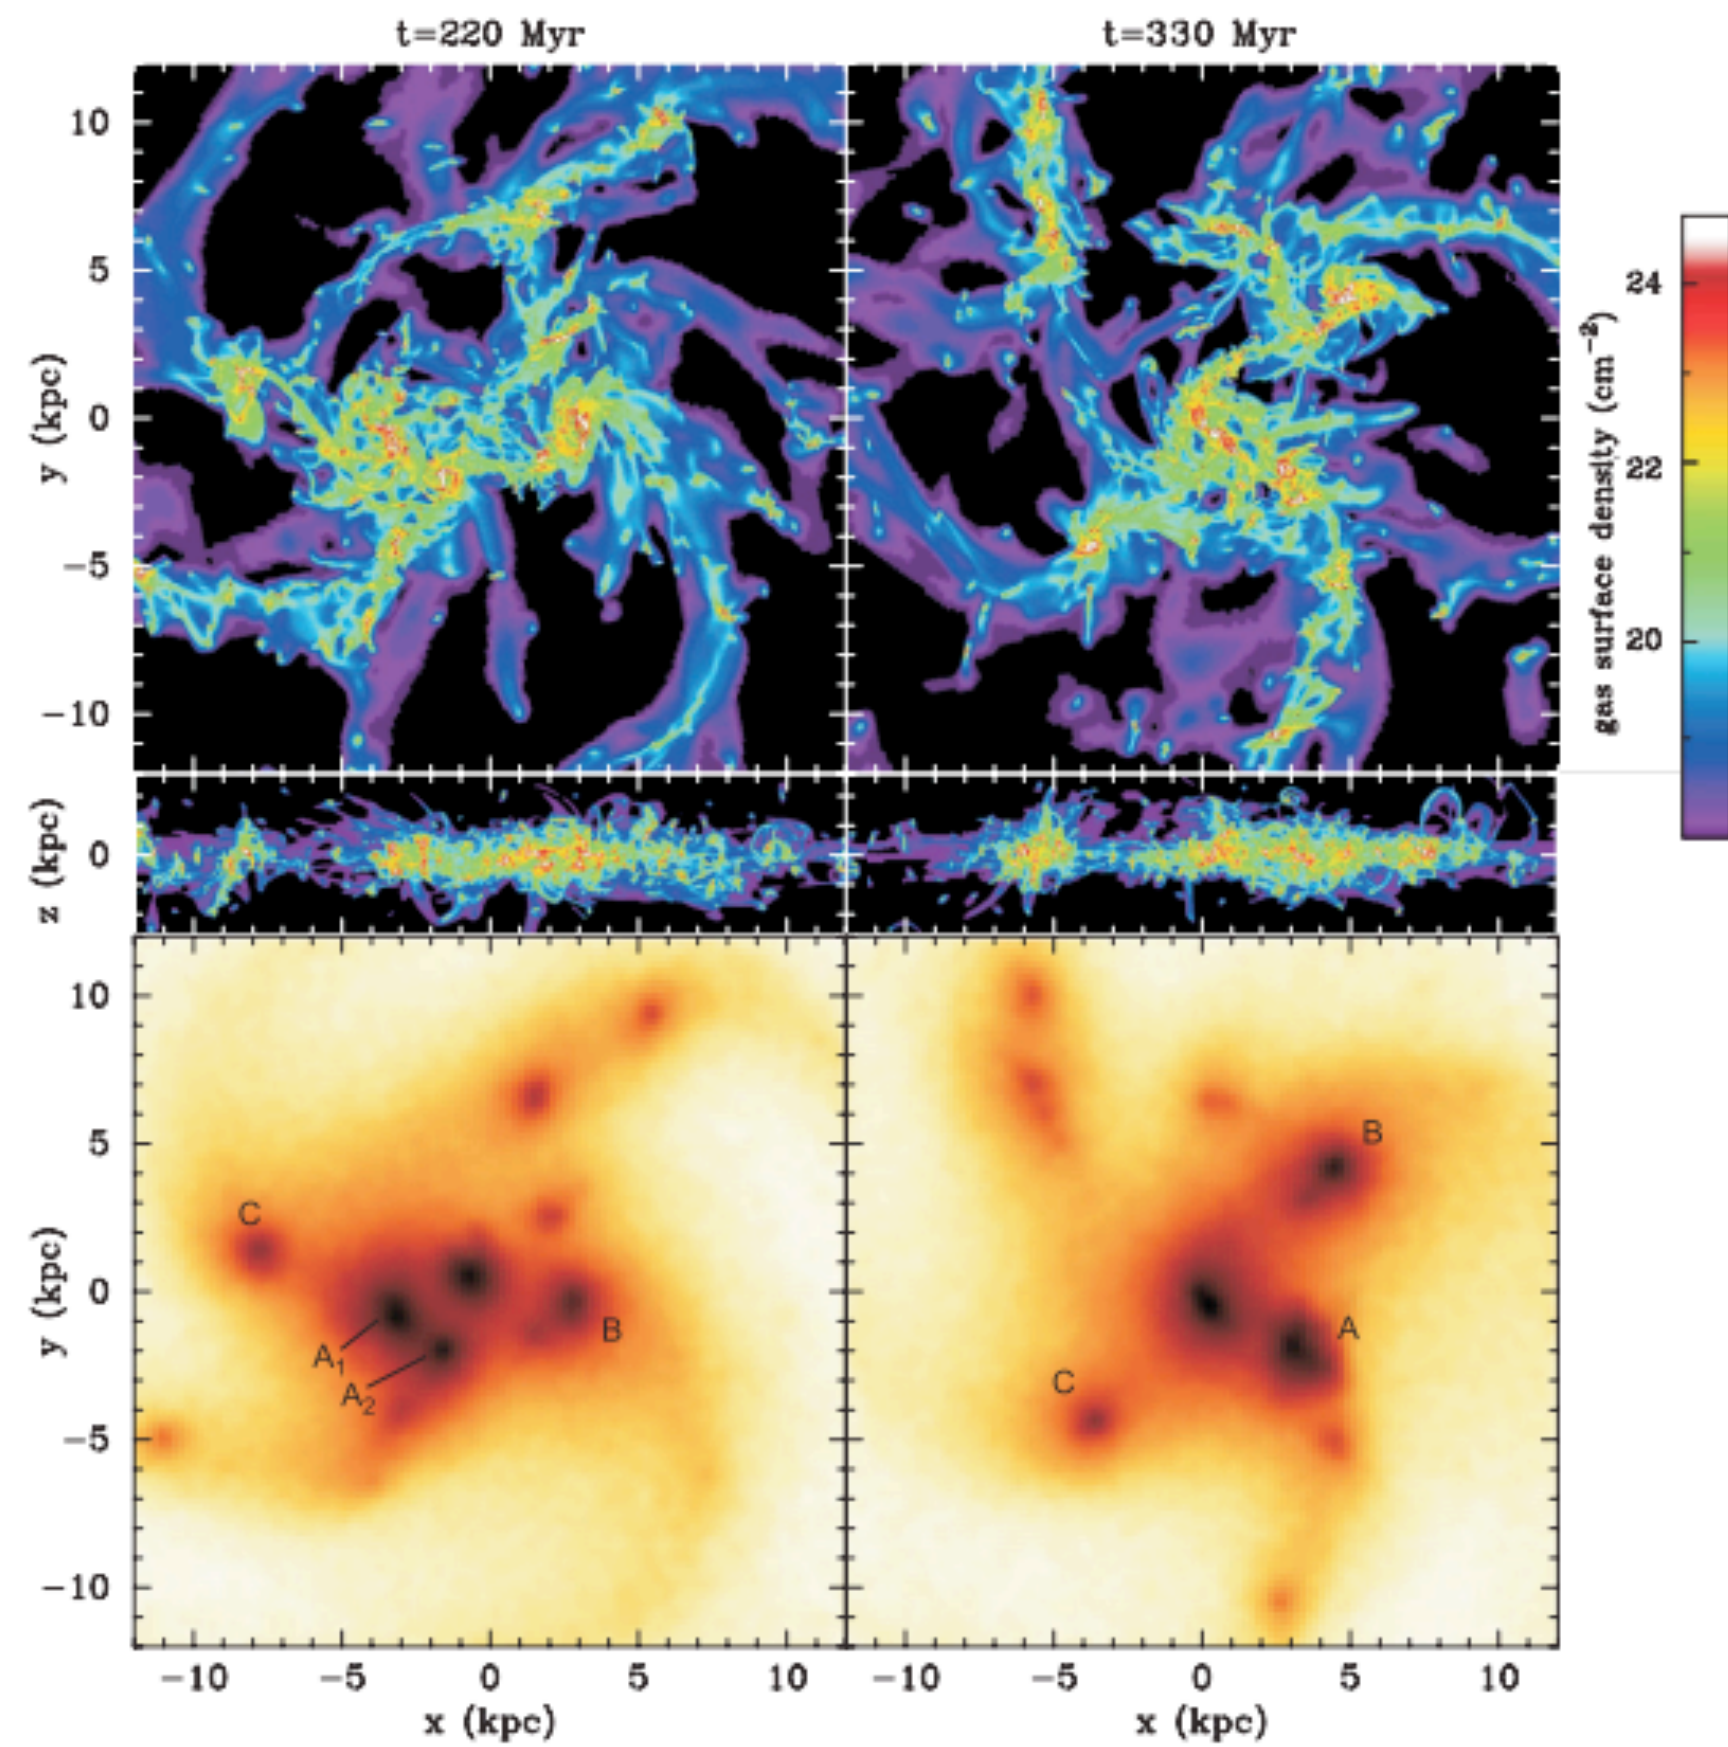 t=220 Myr
t=330 Myr
10
5
0
−5
−10
y (kpc)
24
22
20
gas surface density (cm⁻²)
0
z (kpc)
10
5
0
−5
−10
y (kpc)
C
A₁
A₂
B
B
A
C
−10 −5 0 5 10
−10 −5 0 5 10
x (kpc)
x (kpc)